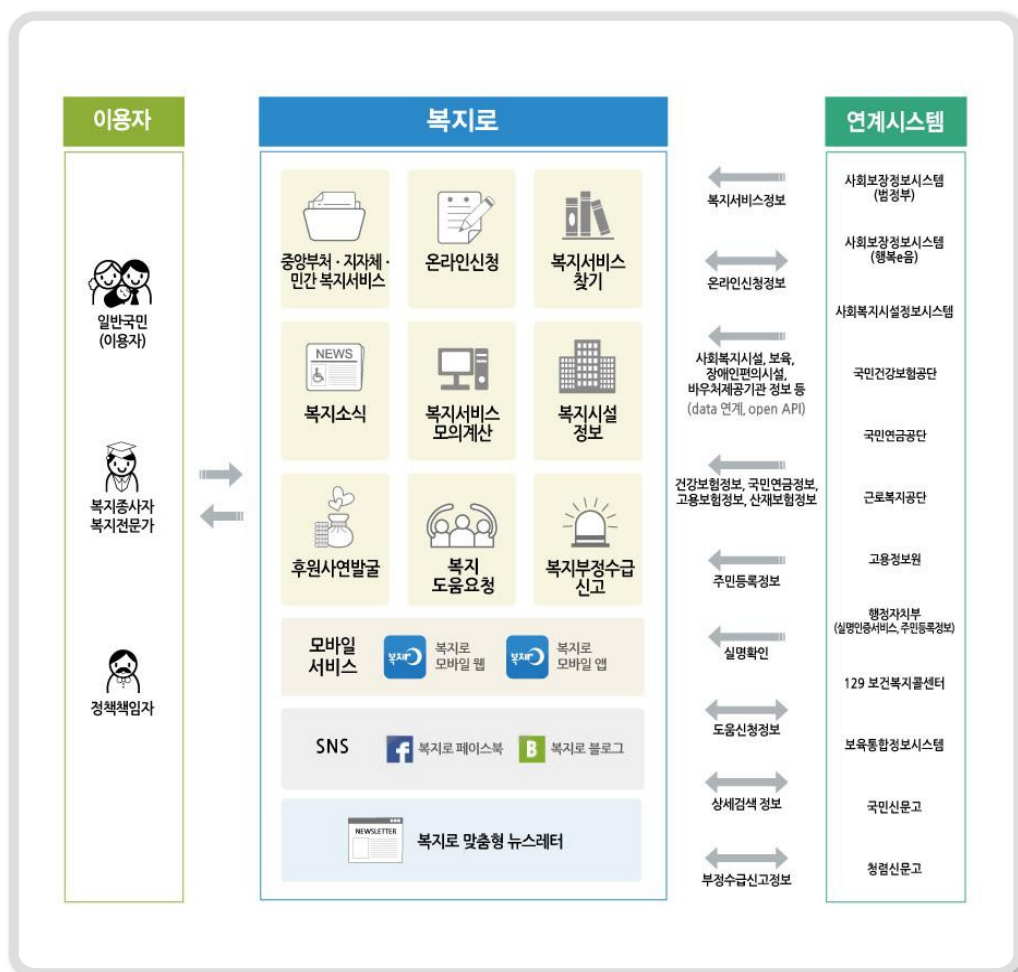 이용자
일반국민
(이용자)
복지종사자
복지전문가
정책책임자
복지로
중앙부처·지자체·
민간 복지서비스
온라인신청
복지서비스
찾기
NEWS
복지소식
복지서비스
모의계산
복지시설
정보
후원사연발굴
복지
도움요청
복지부정수급
신고
모바일
서비스
복지로
복지로
모바일 웹
복지로
복지로
모바일 앱
SNS
복지로 페이스북
B
복지로 블로그
NEWSLETTER
복지로 맞춤형 뉴스레터
복지서비스정보
온라인신청정보
사회복지시설, 보육,
장애인편의시설,
바우처제공기관 정보 등
(data 연계, open API)
건강보험정보, 국민연금정보,
고용보험정보, 산재보험정보
주민등록정보
실명확인
도움신청정보
상세검색 정보
부정수급신고정보
연계시스템
사회보장정보시스템
(범정부)
사회보장정보시스템
(행복e음)
사회복지시설정보시스템
국민건강보험공단
국민연금공단
근로복지공단
고용정보원
행정자치부
(실명인증서비스, 주민등록정보)
129 보건복지콜센터
보육통합정보시스템
국민신문고
청렴신문고